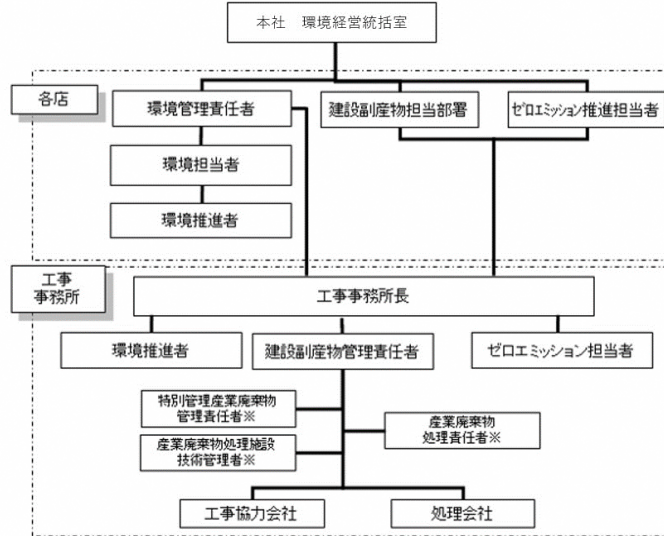 本社　環境経営統括室
各店
環境管理責任者
建設副産物担当部署
ゼロエミッション推進担当者
環境担当者
環境推進者
工事
事務所
工事事務所長
環境推進者
建設副産物管理責任者
ゼロエミッション担当者
特別管理産業廃棄物
管理責任者※
産業廃棄物
処理責任者※
産業廃棄物処理施設
技術管理者※
工事協力会社
処理会社